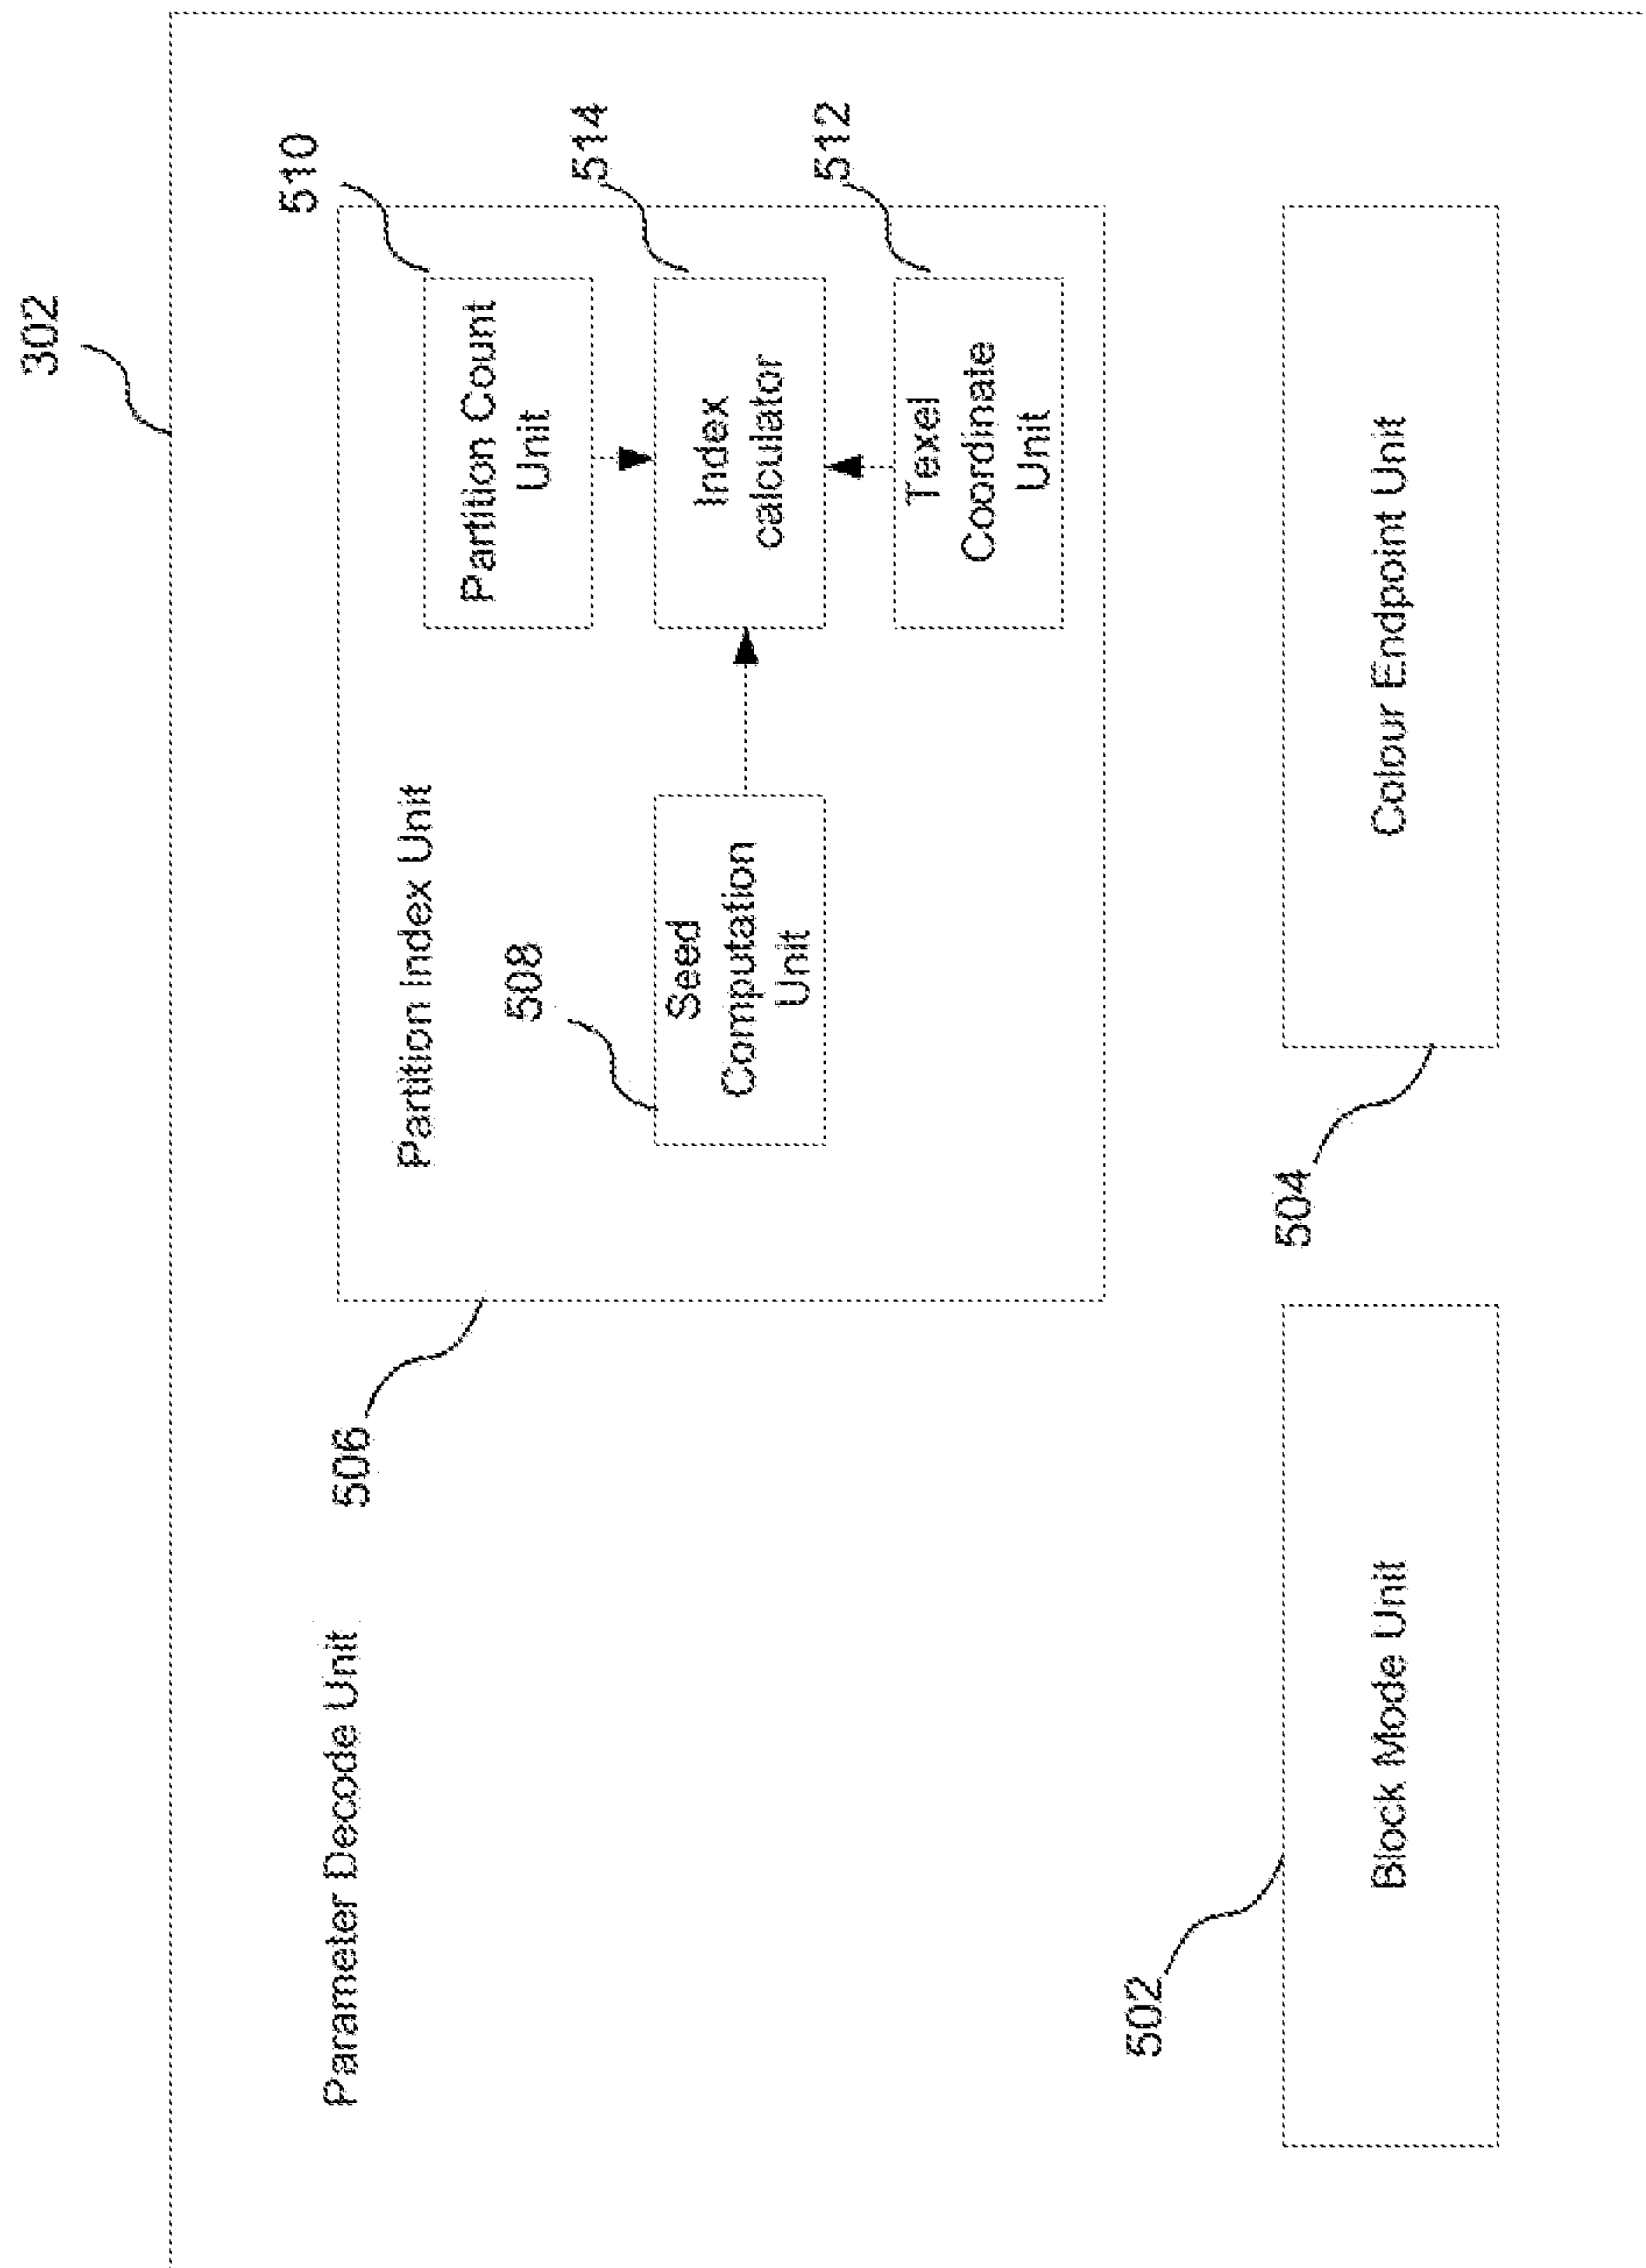 302
Parameter Decode Unit
506
Partition Index Unit
508
Seed
Computation
Unit
510
Partition Count
Unit
514
Index
calculator
512
Texel
Coordinate
Unit
502
Block Mode Unit
504
Colour Endpoint Unit